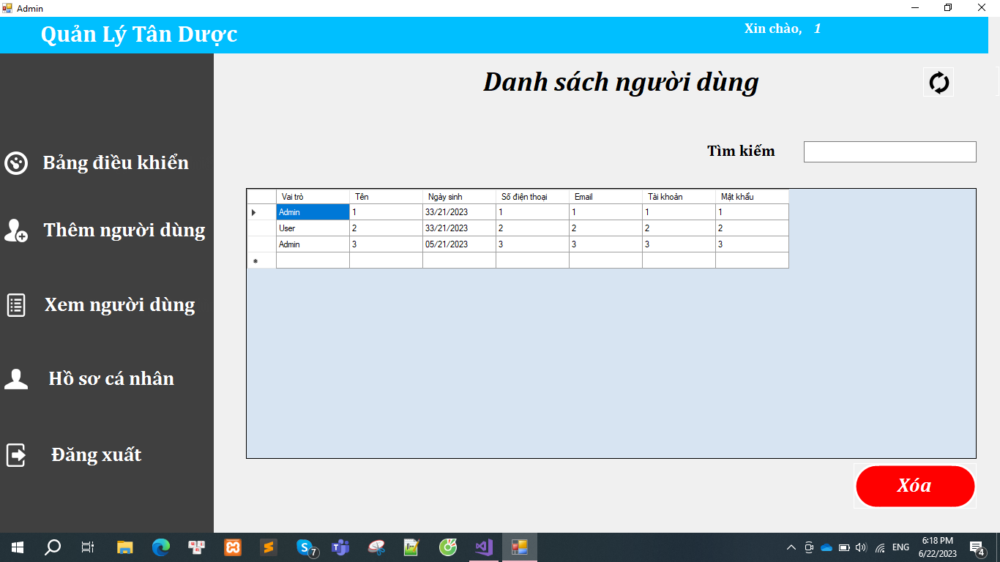 Admin
Quản Lý Tân Dược
Xin chào, 1
Danh sách người dùng
Tìm kiếm
Bảng điều khiển
Thêm người dùng
Xem người dùng
Hồ sơ cá nhân
Đăng xuất
Vai trò Tên Ngày sinh Số điện thoại Email Tài khoản Mật khẩu
Admin 1 33/21/2023 1 1 1 1
User 2 33/21/2023 2 2 2 2
Admin 3 05/21/2023 3 3 3 3
Xóa
7
ENG
6:18 PM
6/22/2023
4